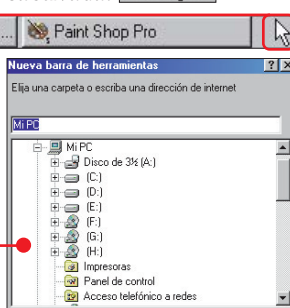 ... Paint Shop Pro
Nueva barra de herramientas
Elija una carpeta o escriba una dirección de internet
Mi PC
Mi PC
Disco de 3½ (A:)
(C:)
(D:)
(E:)
(F:)
(G:)
(H:)
Impresoras
Panel de control
Acceso telefónico a redes